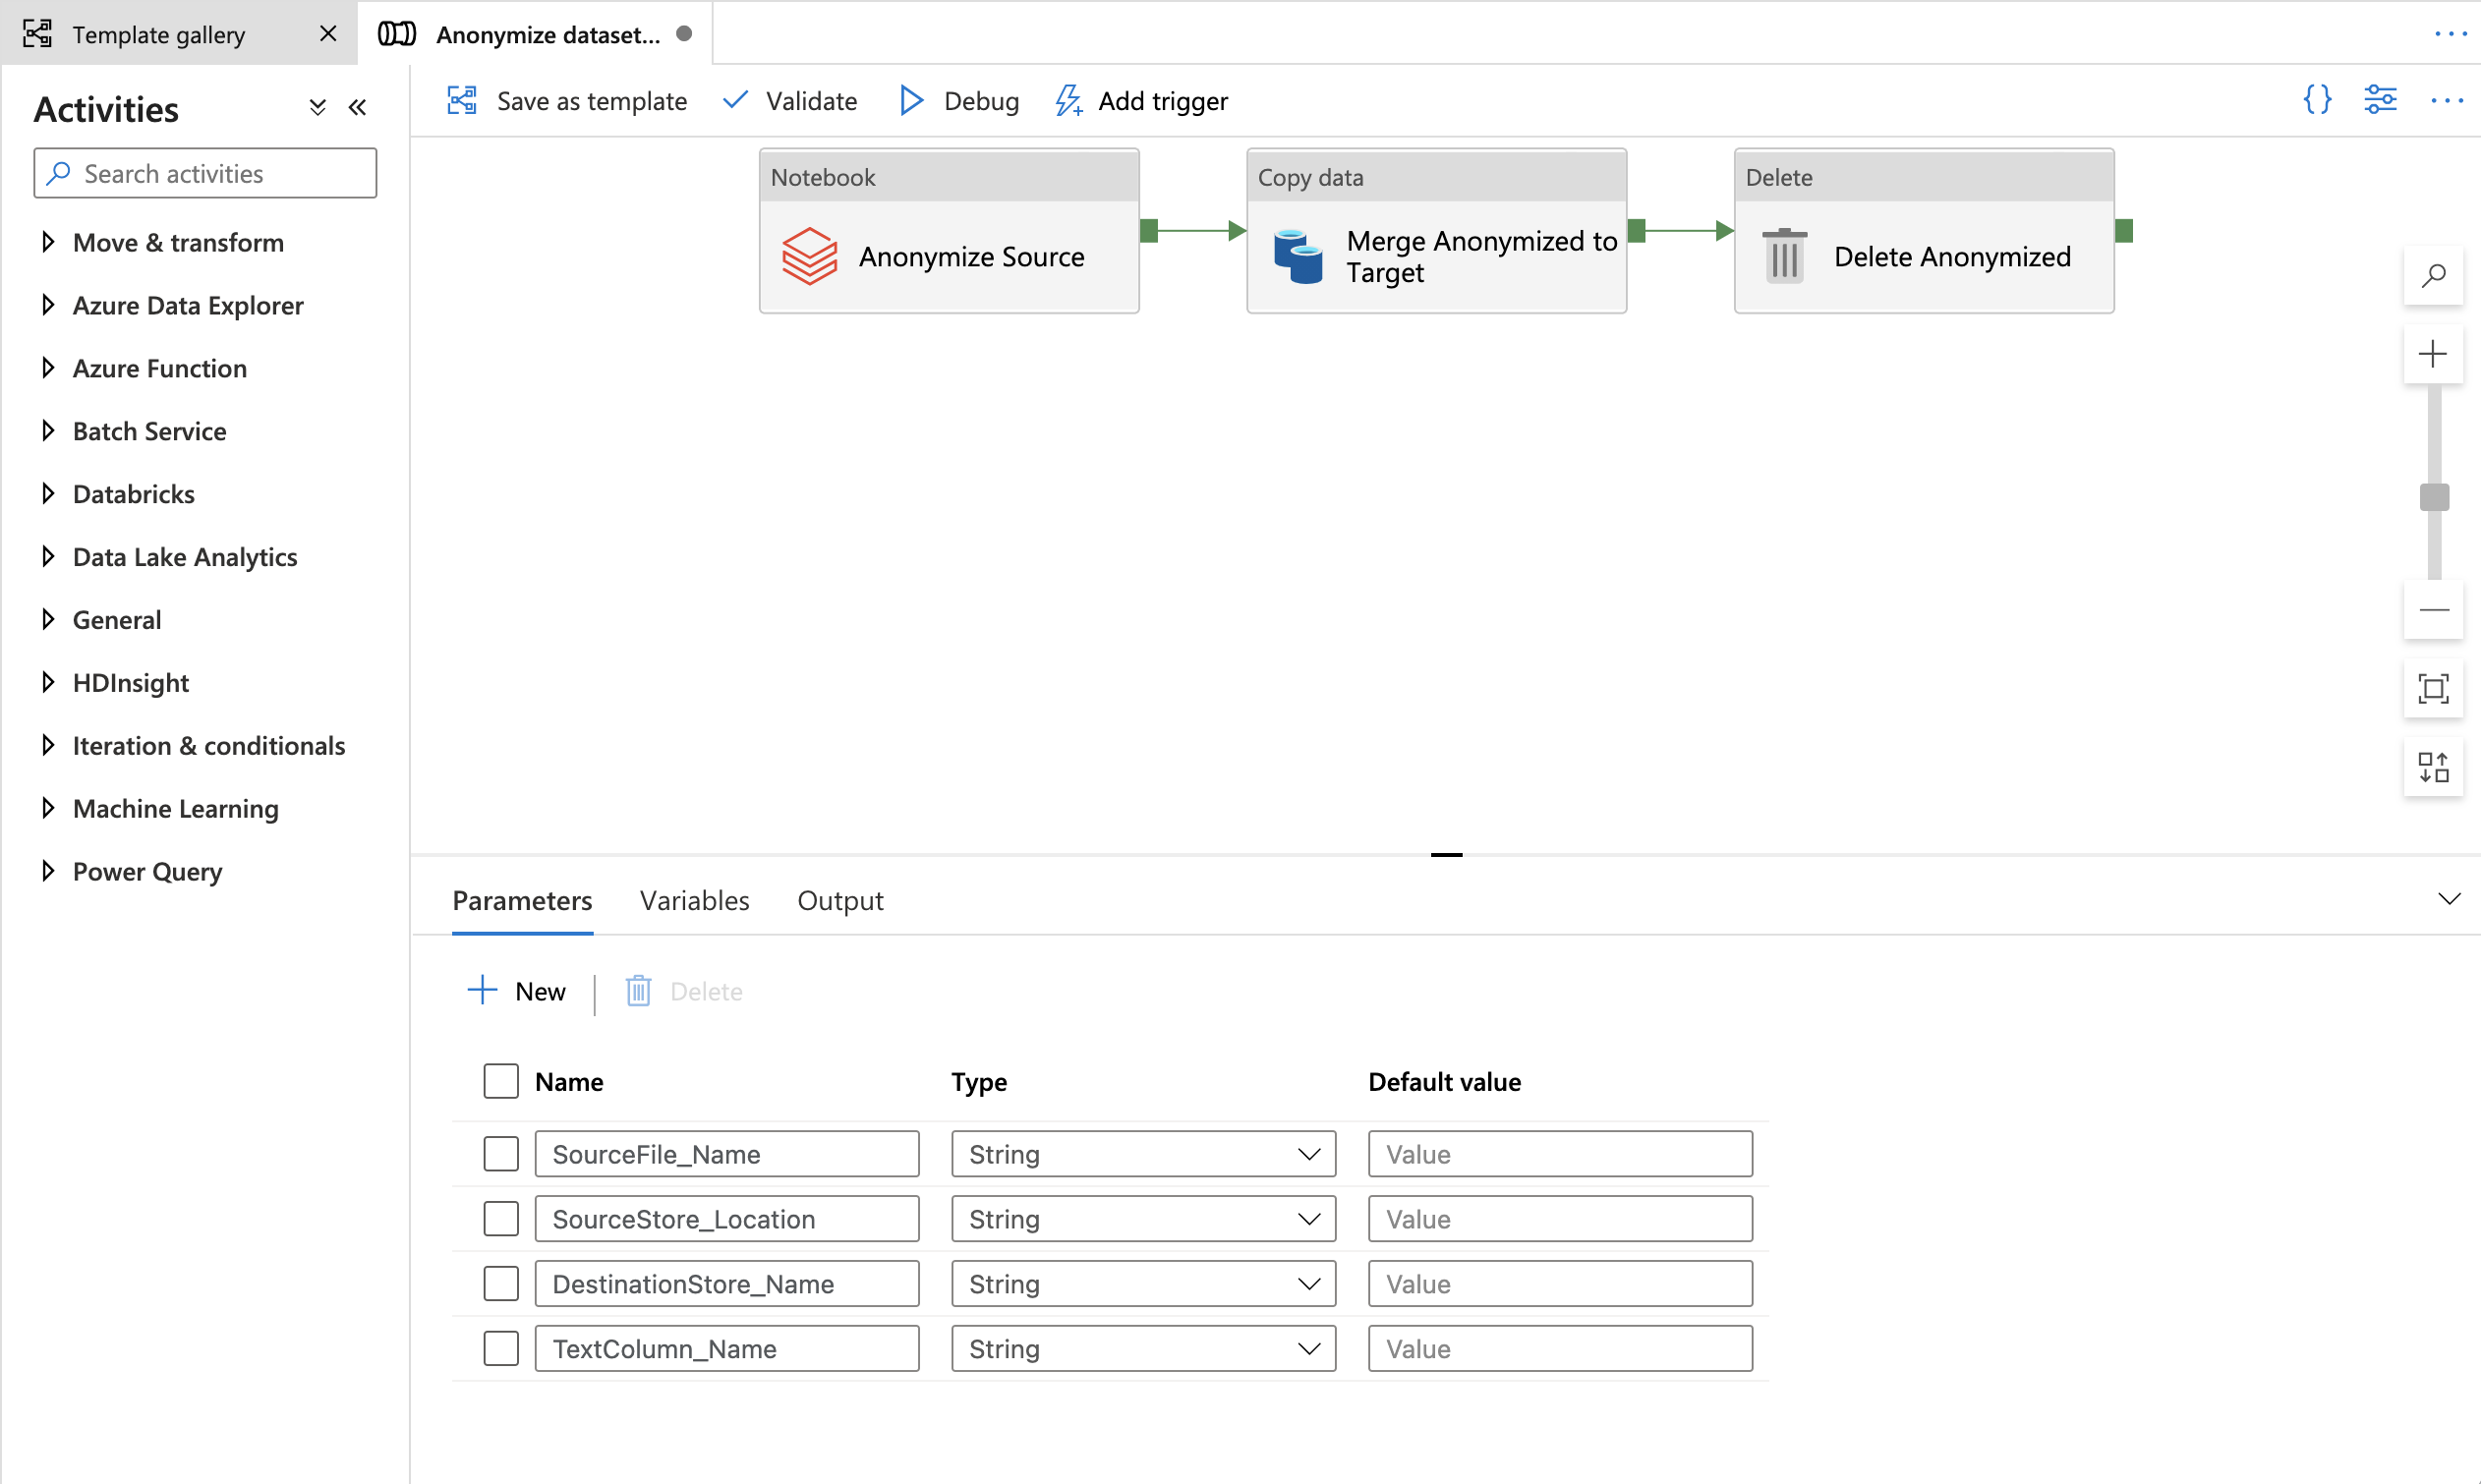 Template gallery
Anonymize dataset...
Activities
Search activities
Move & transform
Azure Data Explorer
Azure Function
Batch Service
Databricks
Data Lake Analytics
General
HDInsight
Iteration & conditionals
Machine Learning
Power Query
Save as template
Validate
Debug
Add trigger
Notebook
Anonymize Source
Copy data
Merge Anonymized to
Target
Delete
Delete Anonymized
Parameters
Variables
Output
New
Delete
Name
Type
Default value
SourceFile_Name
String
Value
SourceStore_Location
String
Value
DestinationStore_Name
String
Value
TextColumn_Name
String
Value